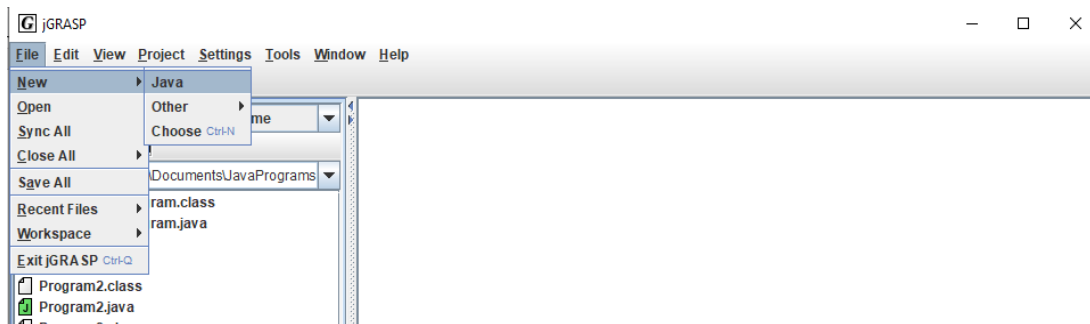 G jGRASP
File Edit View Project Settings Tools Window Help
New Java
Open Other me
Sync All Choose Ctrl-N
Close All
\Documents\JavaPrograms
Save All
ram.class
Recent Files
ram.java
Workspace
Exit jGRASP Ctrl-Q
Program2.class
Program2.java